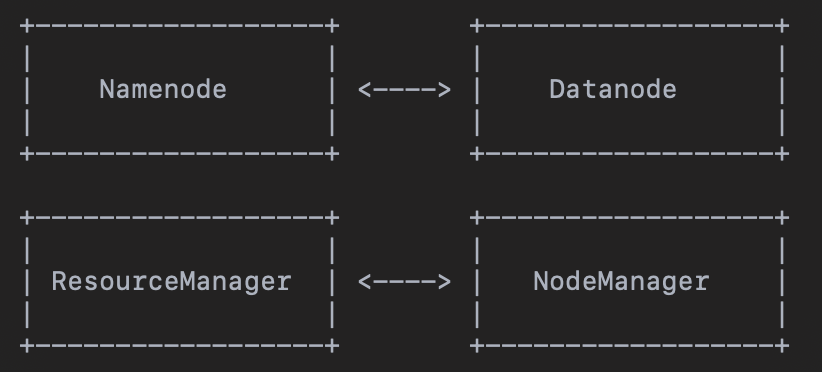 Namenode <----> Datanode
ResourceManager <----> NodeManager